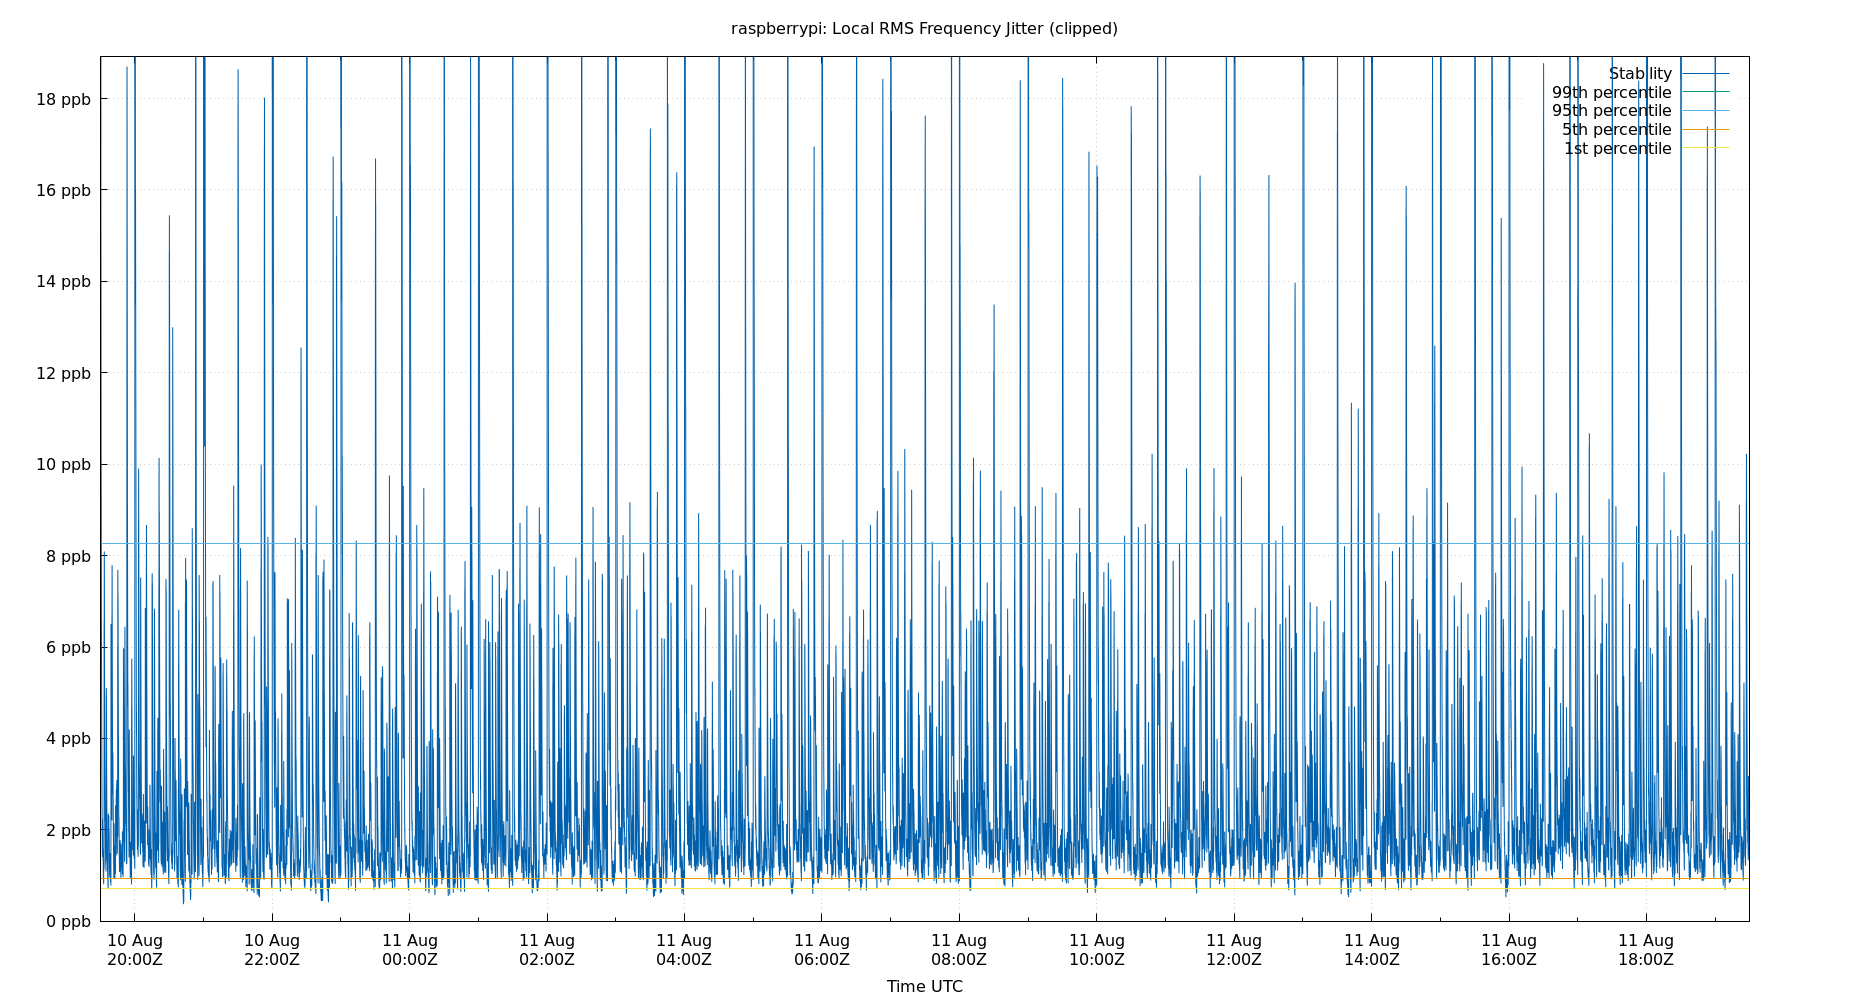 raspberrypi: Local RMS Frequency Jitter (clipped)
Stability
99th percentile
95th percentile
5th percentile
1st percentile
18 ppb
16 ppb
14 ppb
12 ppb
10 ppb
8 ppb
6 ppb
4 ppb
2 ppb
0 ppb
10 Aug 10 Aug 11 Aug 11 Aug 11 Aug 11 Aug 11 Aug 11 Aug 11 Aug 11 Aug 11 Aug 11 Aug
20:00Z 22:00Z 00:00Z 02:00Z 04:00Z 06:00Z 08:00Z 10:00Z 12:00Z 14:00Z 16:00Z 18:00Z
Time UTC